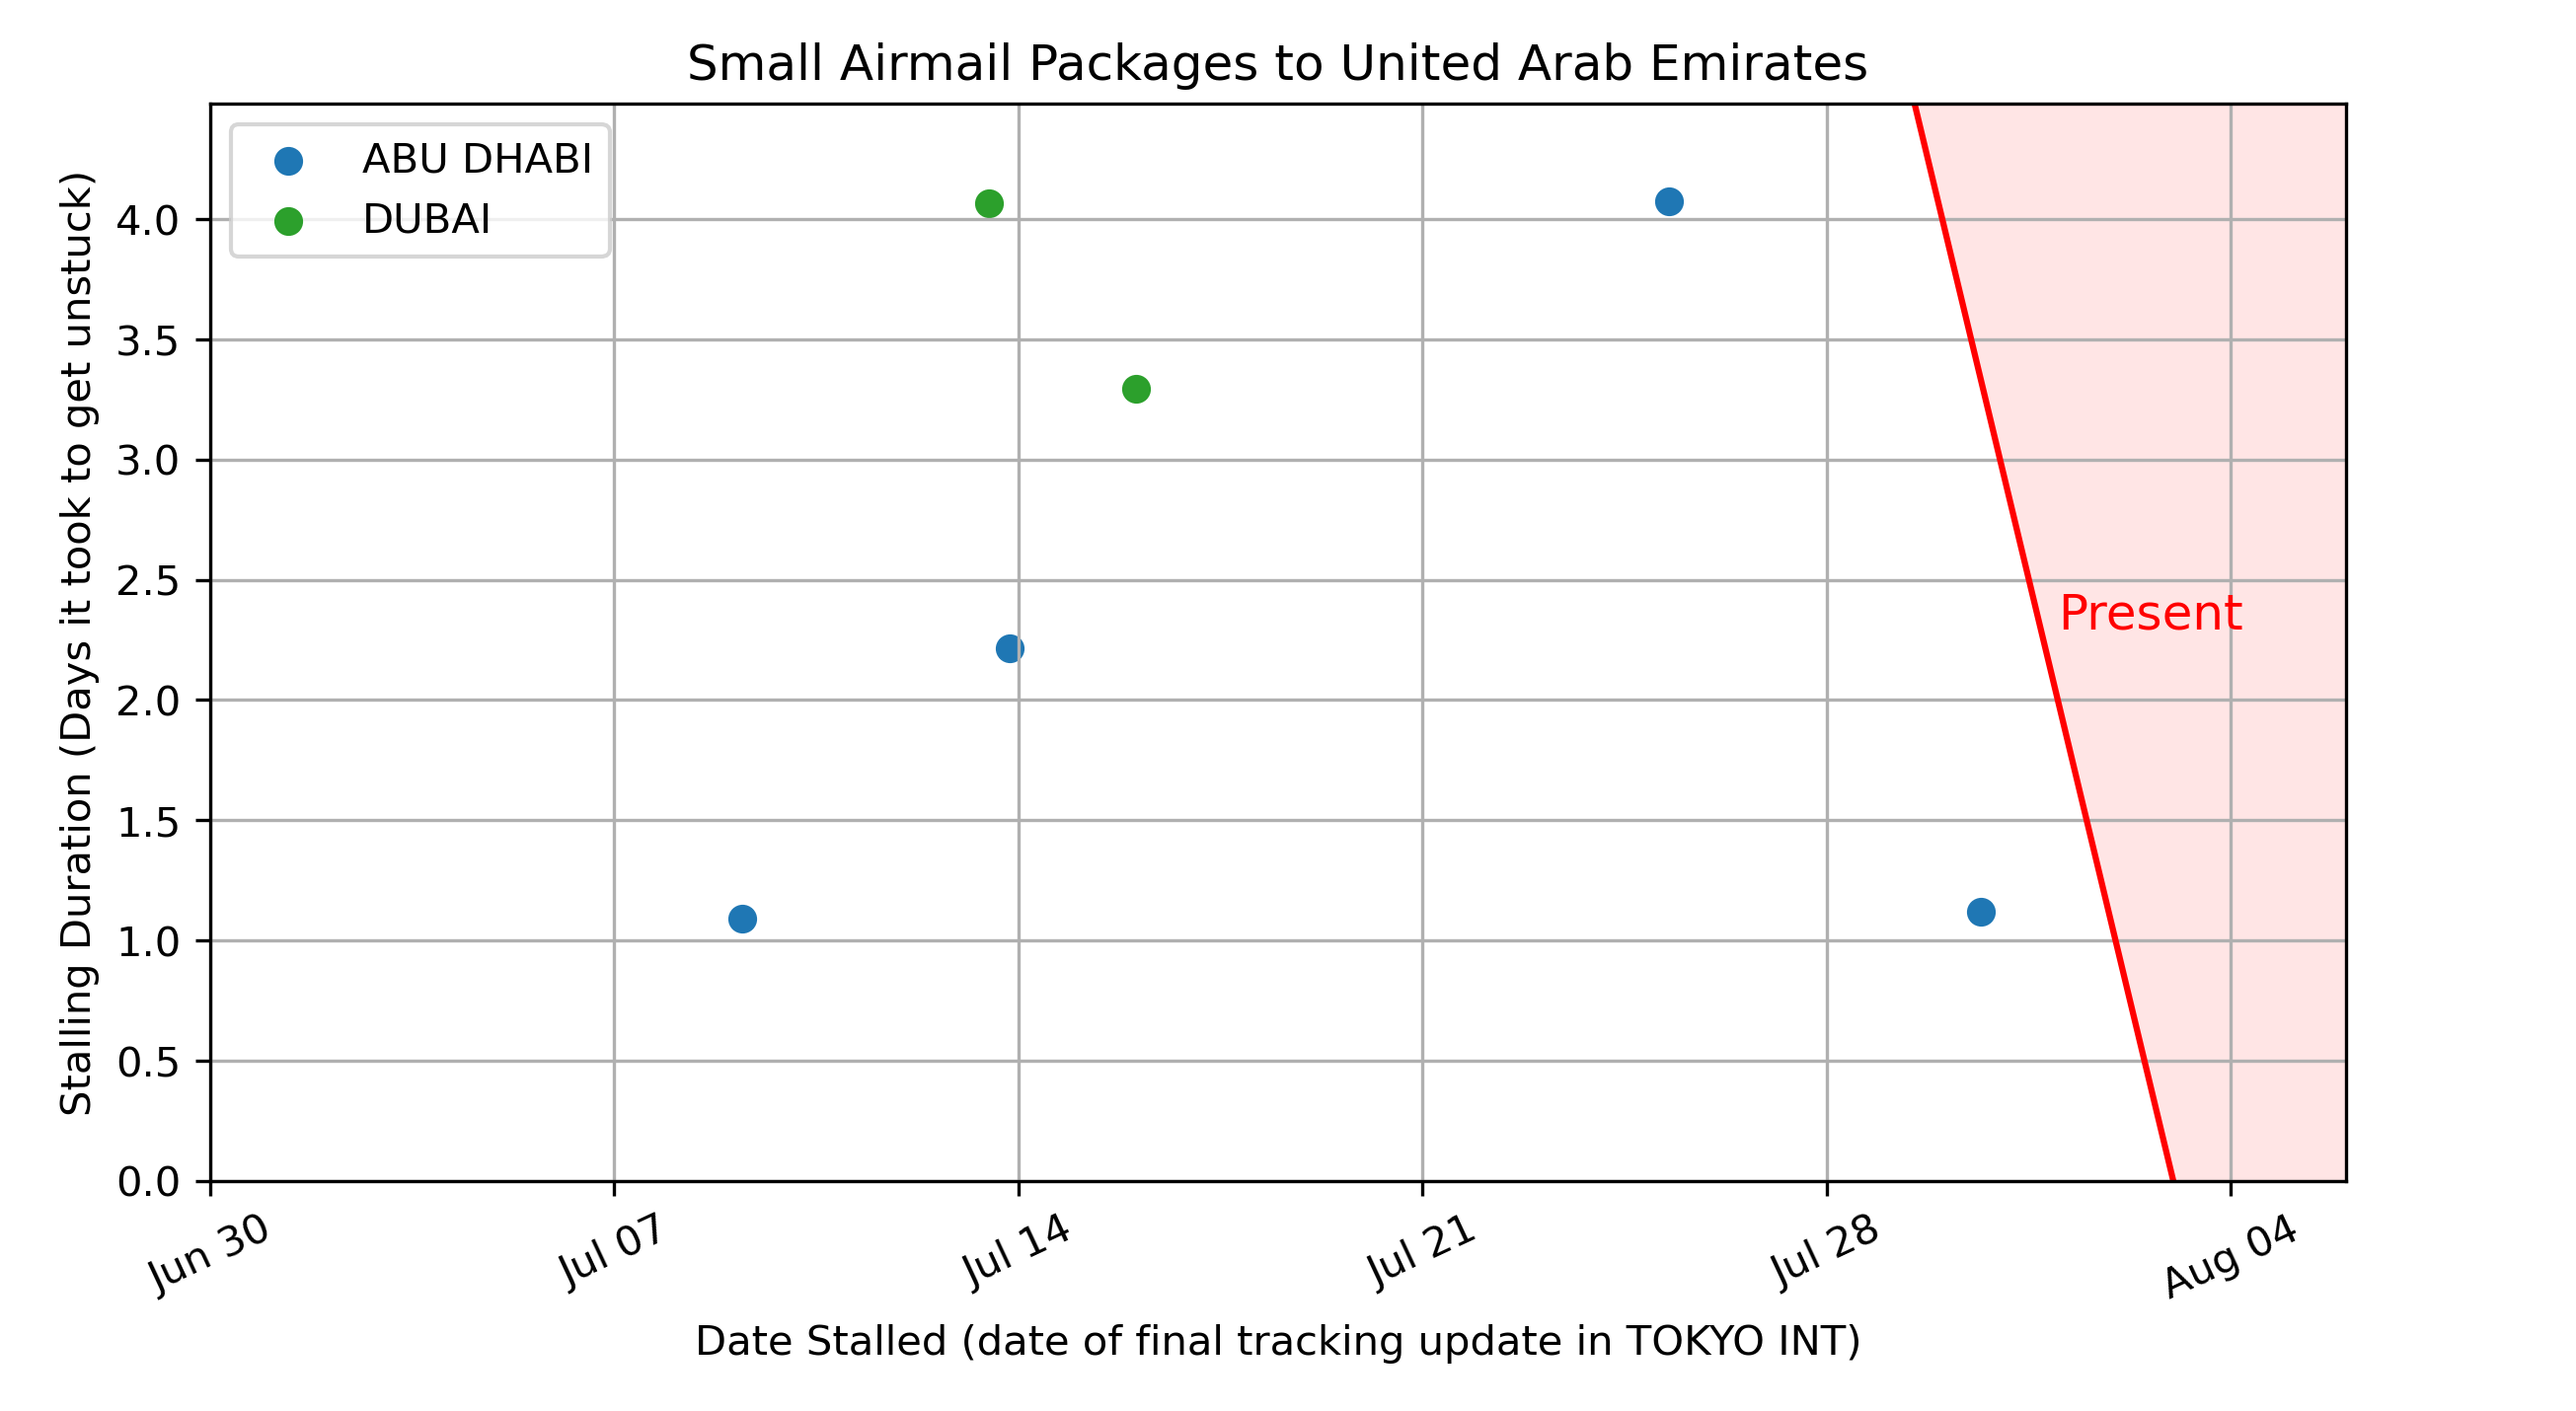 Small Airmail Packages to United Arab Emirates
ABU DHABI
DUBAI
Stalling Duration (Days it took to get unstuck)
4.0
3.5
3.0
2.5
2.0
1.5
1.0
0.5
0.0
Present
Jun 30
Jul 07
Jul 14
Jul 21
Jul 28
Aug 04
Date Stalled (date of final tracking update in TOKYO INT)